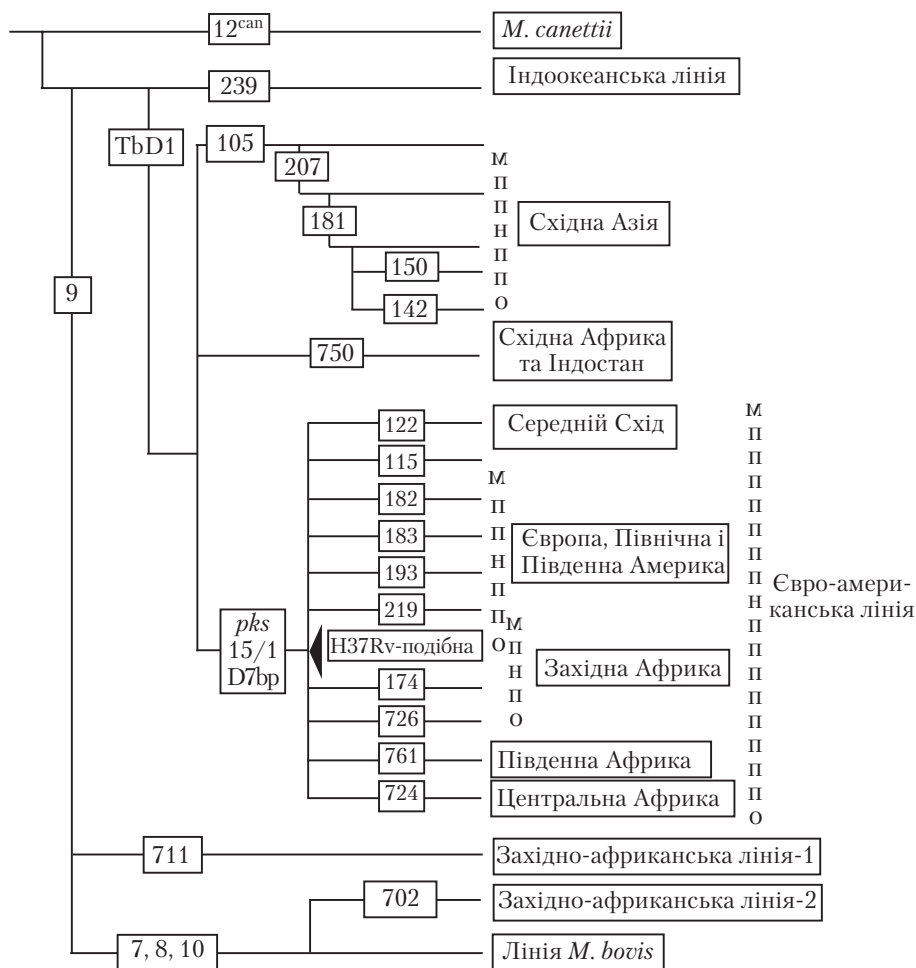 12can
M. canettii
239
Індоокеанська лінія
TbD1
105
207
181
150
142
м п п н п п о
Східна Азія
9
750
Східна Африка
та Індостан
122
Середній Схід
115
182
183
193
219
м п п н п п о
Європа, Північна і
Південна Америка
pks
15/1
D7bp
H37Rv-подібна
174
726
м п н п о
Західна Африка
761
Південна Африка
724
Центральна Африка
м п п п п п п п п п н п п п п п п п п п о
Євро-амери-
канська лінія
711
Західно-африканська лінія-1
702
Західно-африканська лінія-2
7, 8, 10
Лінія M. bovis